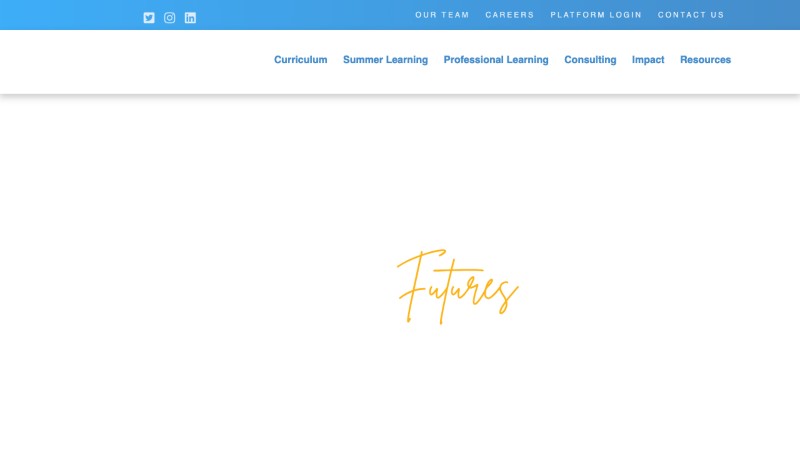 OUR TEAM CAREERS PLATFORM LOGIN CONTACT US
Curriculum Summer Learning Professional Learning Consulting Impact Resources
Futures